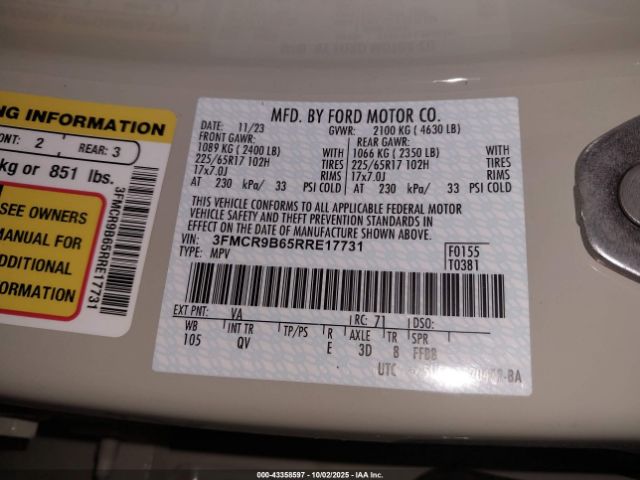 NG INFORMATION
ONT: 2 REAR: 3
kg or 851 lbs.
SEE OWNERS
MANUAL FOR
ADDITIONAL
NFORMATION
3FMCR9B65RRE17731
MFD. BY FORD MOTOR CO.
DATE: 11/23 GVWR: 2100 KG ( 4630 LB)
FRONT GAWR: REAR GAWR:
1089 KG ( 2400 LB) WITH 1066 KG ( 2350 LB) WITH
225/65R17 102H TIRES 225/65R17 102H TIRES
17x7.0J RIMS 17x7.0J RIMS
AT 230 kPa/ 33 PSI COLD AT 230 kPa/ 33 PSI COLD
THIS VEHICLE CONFORMS TO ALL APPLICABLE FEDERAL MOTOR
VEHICLE SAFETY AND THEFT PREVENTION STANDARDS IN
EFFECT ON THE DATE OF MANUFACTURE SHOWN ABOVE.
VIN: 3FMCR9B65RRE17731
TYPE: MPV
F0155
T0381
EXT PNT: VA RC: 71 DSO:
WB INT TR TP/PS R AXLE TR SPR
105 QV E 3D 8 FFBB
UTC
000-43358597 10/02/2025 IAA Inc.